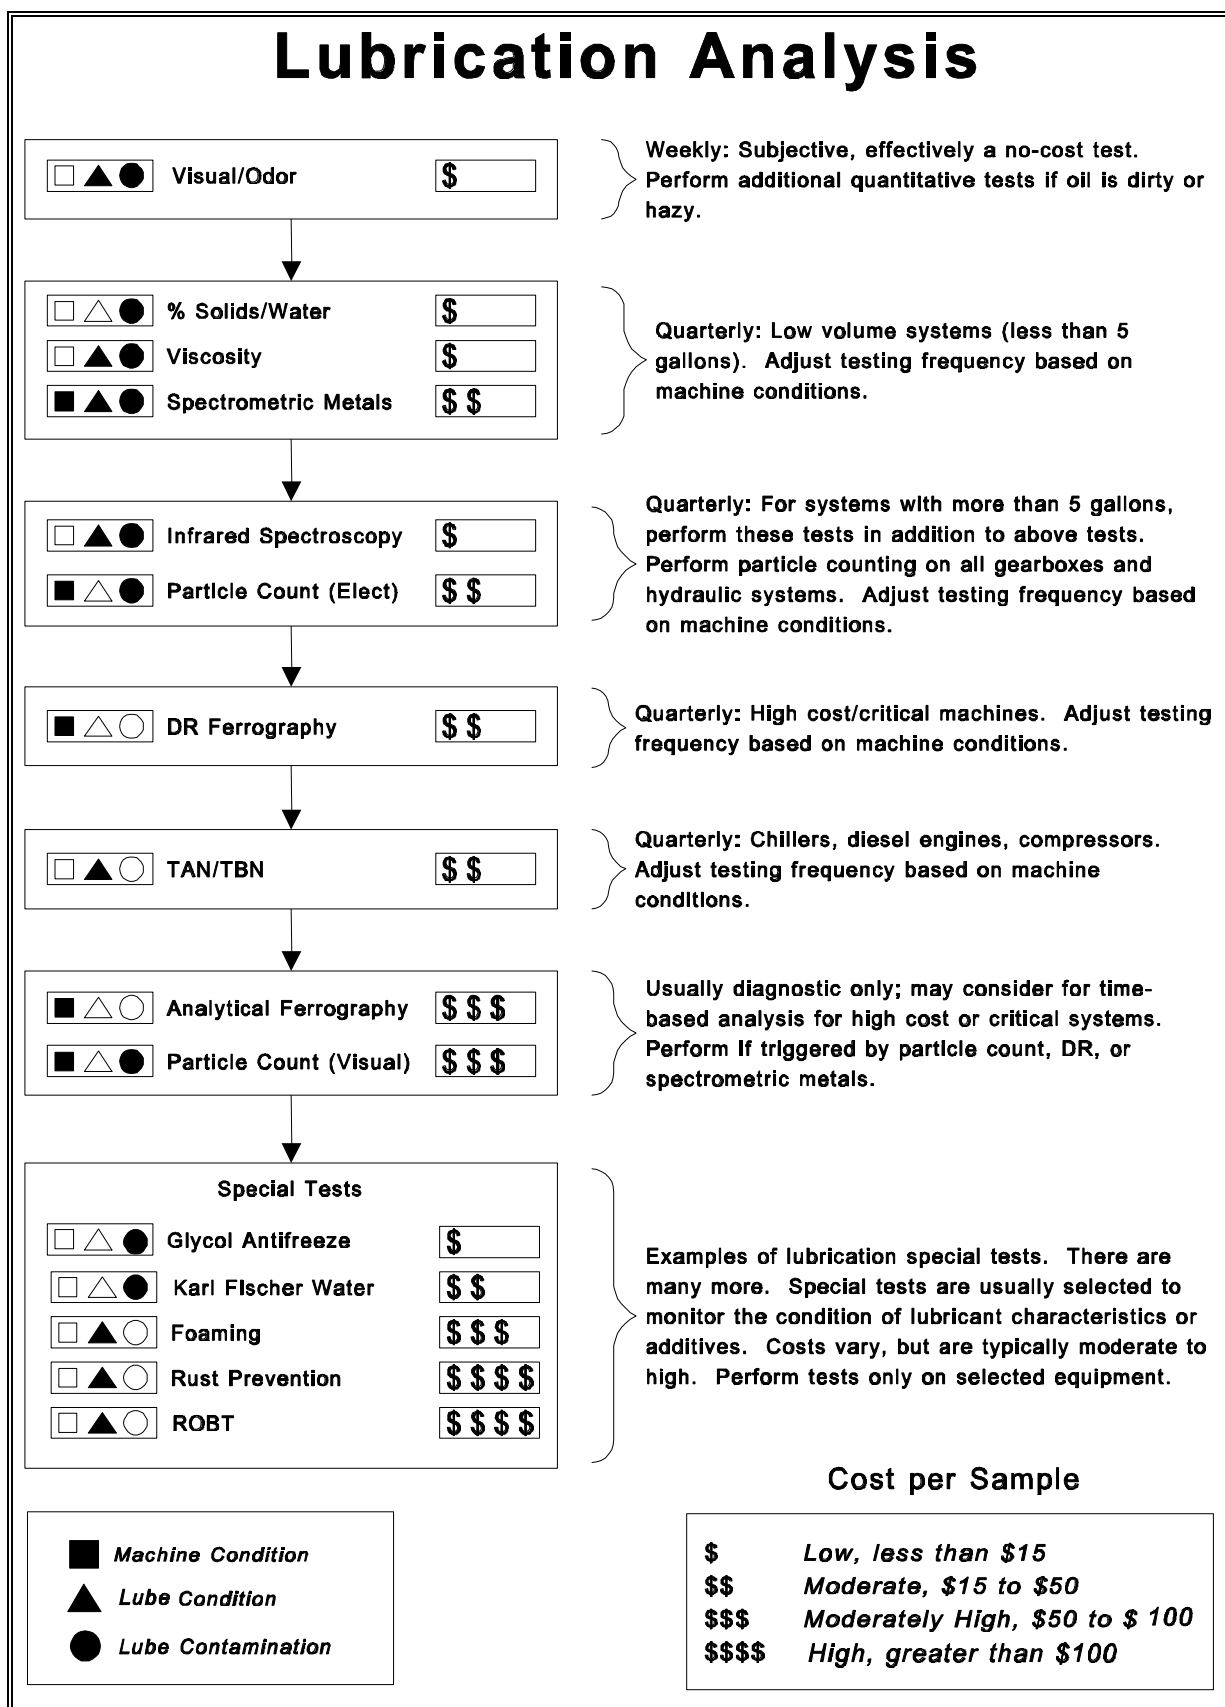 Lubrication Analysis
Visual/Odor $
Weekly: Subjective, effectively a no-cost test.
Perform additional quantitative tests if oil is dirty or
hazy.
% Solids/Water $
Viscosity $
Spectrometric Metals $ $
Quarterly: Low volume systems (less than 5
gallons). Adjust testing frequency based on
machine conditions.
Infrared Spectroscopy $
Particle Count (Elect) $ $
Quarterly: For systems with more than 5 gallons,
perform these tests in addition to above tests.
Perform particle counting on all gearboxes and
hydraulic systems. Adjust testing frequency based
on machine conditions.
DR Ferrography $ $
Quarterly: High cost/critical machines. Adjust testing
frequency based on machine conditions.
TAN/TBN $ $
Quarterly: Chillers, diesel engines, compressors.
Adjust testing frequency based on machine
conditions.
Analytical Ferrography $ $ $
Particle Count (Visual) $ $ $
Usually diagnostic only; may consider for time-
based analysis for high cost or critical systems.
Perform if triggered by particle count, DR, or
spectrometric metals.
Special Tests
Glycol Antifreeze $
Karl Fischer Water $ $
Foaming $ $ $
Rust Prevention $ $ $ $
ROBT $ $ $ $
Examples of lubrication special tests. There are
many more. Special tests are usually selected to
monitor the condition of lubricant characteristics or
additives. Costs vary, but are typically moderate to
high. Perform tests only on selected equipment.
Machine Condition
Lube Condition
Lube Contamination
Cost per Sample
$ Low, less than $15
$$ Moderate, $15 to $50
$$$ Moderately High, $50 to $ 100
$$$$ High, greater than $100